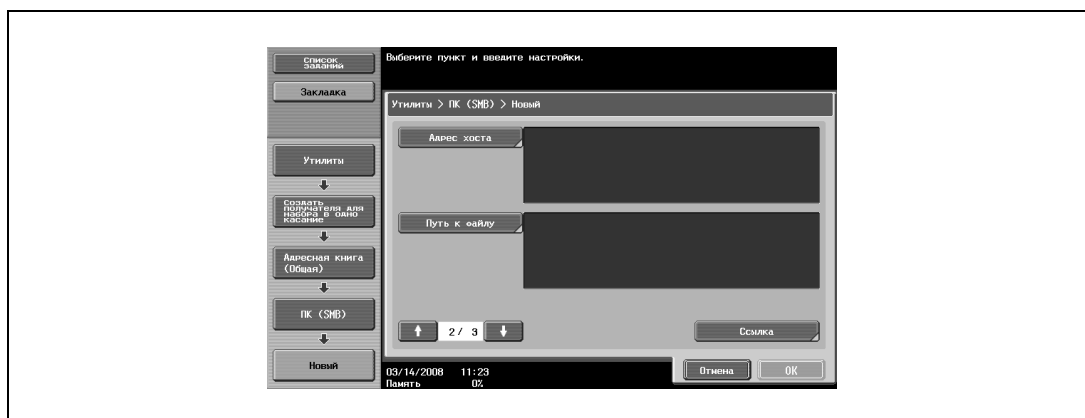 Список
заданий
Выберите пункт и введите настройки.
Закладка
Утилиты > ПК (SMB) > Новый
Адрес хоста
Утилиты
Создать
получателя для
набора в одно
касание
Путь к файлу
Адресная книга
(Общая)
ПК (SMB)
2/ 3
Ссылка
Новый
03/14/2008 11:23
Память 0%
Отмена
OK